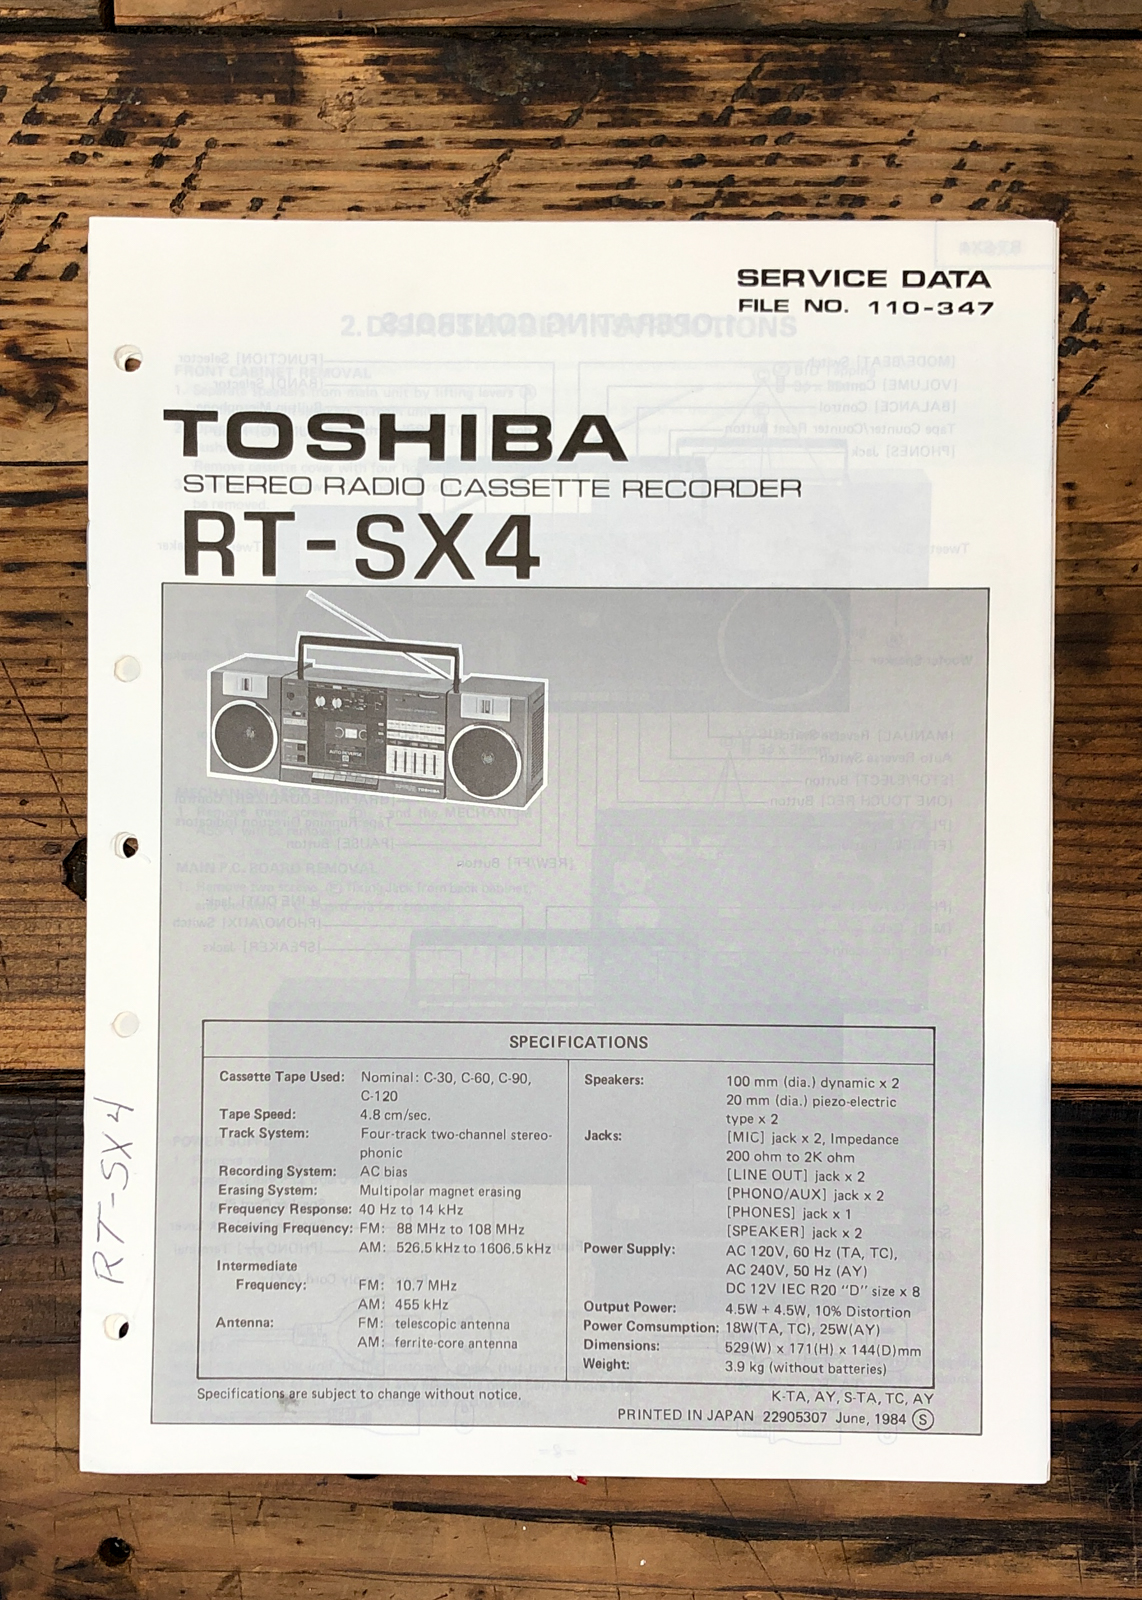 SERVICE DATA
FILE NO. 110-347
TOSHIBA
STEREO RADIO CASSETTE RECORDER
RT-SX4
AUTO REVERSE
TOSHIBA
SPECIFICATIONS
Cassette Tape Used: Nominal: C-30, C-60, C-90,
C-120
Tape Speed: 4.8 cm/sec.
Track System: Four-track two-channel stereo-
phonic
Recording System: AC bias
Erasing System: Multipolar magnet erasing
Frequency Response: 40 Hz to 14 kHz
Receiving Frequency: FM: 88 MHz to 108 MHz
AM: 526.5 kHz to 1606.5 kHz
Intermediate
Frequency: FM: 10.7 MHz
AM: 455 kHz
Antenna: FM: telescopic antenna
AM: ferrite-core antenna
Speakers: 100 mm (dia.) dynamic x 2
20 mm (dia.) piezo-electric
type x 2
Jacks: [MIC] jack x 2, Impedance
200 ohm to 2K ohm
[LINE OUT] jack x 2
[PHONO/AUX] jack x 2
[PHONES] jack x 1
[SPEAKER] jack x 2
Power Supply: AC 120V, 60 Hz (TA, TC),
AC 240V, 50 Hz (AY)
DC 12V IEC R20 "D" size x 8
Output Power: 4.5W + 4.5W, 10% Distortion
Power Comsumption: 18W(TA, TC), 25W(AY)
Dimensions: 529(W) x 171(H) x 144(D)mm
Weight: 3.9 kg (without batteries)
Specifications are subject to change without notice.
K-TA, AY, S-TA, TC, AY
PRINTED IN JAPAN 22905307 June, 1984 Ⓢ
RT-SX4